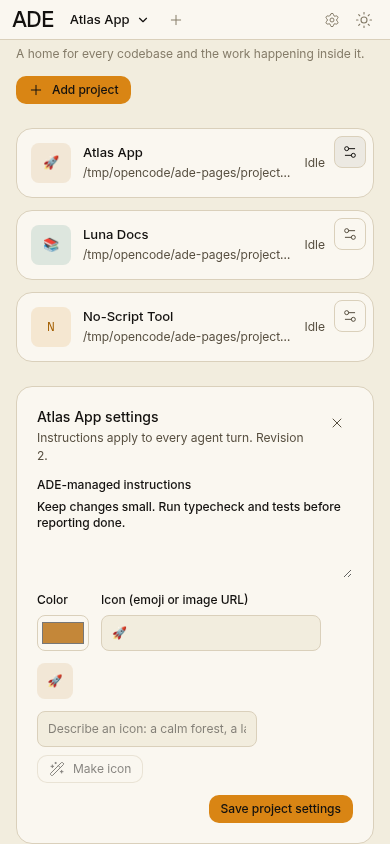 ADE Atlas App
A home for every codebase and the work happening inside it.
Add project
Atlas App
/tmp/opencode/ade-pages/project...
Idle
Luna Docs
/tmp/opencode/ade-pages/project...
Idle
N
No-Script Tool
/tmp/opencode/ade-pages/project...
Idle
Atlas App settings
Instructions apply to every agent turn. Revision
2.
ADE-managed instructions
Keep changes small. Run typecheck and tests before
reporting done.
Color Icon (emoji or image URL)
🚀
Describe an icon: a calm forest, a la
Make icon
Save project settings